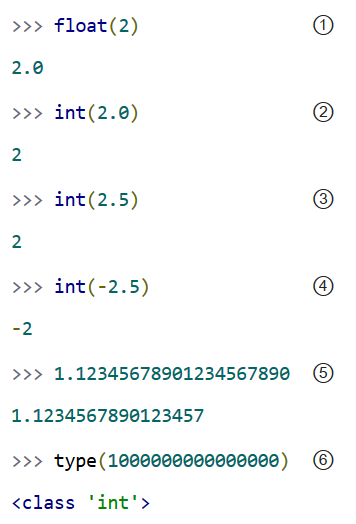 >>> float(2) ①
2.0
>>> int(2.0) ②
2
>>> int(2.5) ③
2
>>> int(-2.5) ④
-2
>>> 1.12345678901234567890 ⑤
1.1234567890123457
>>> type(1000000000000000) ⑥
<class 'int'>